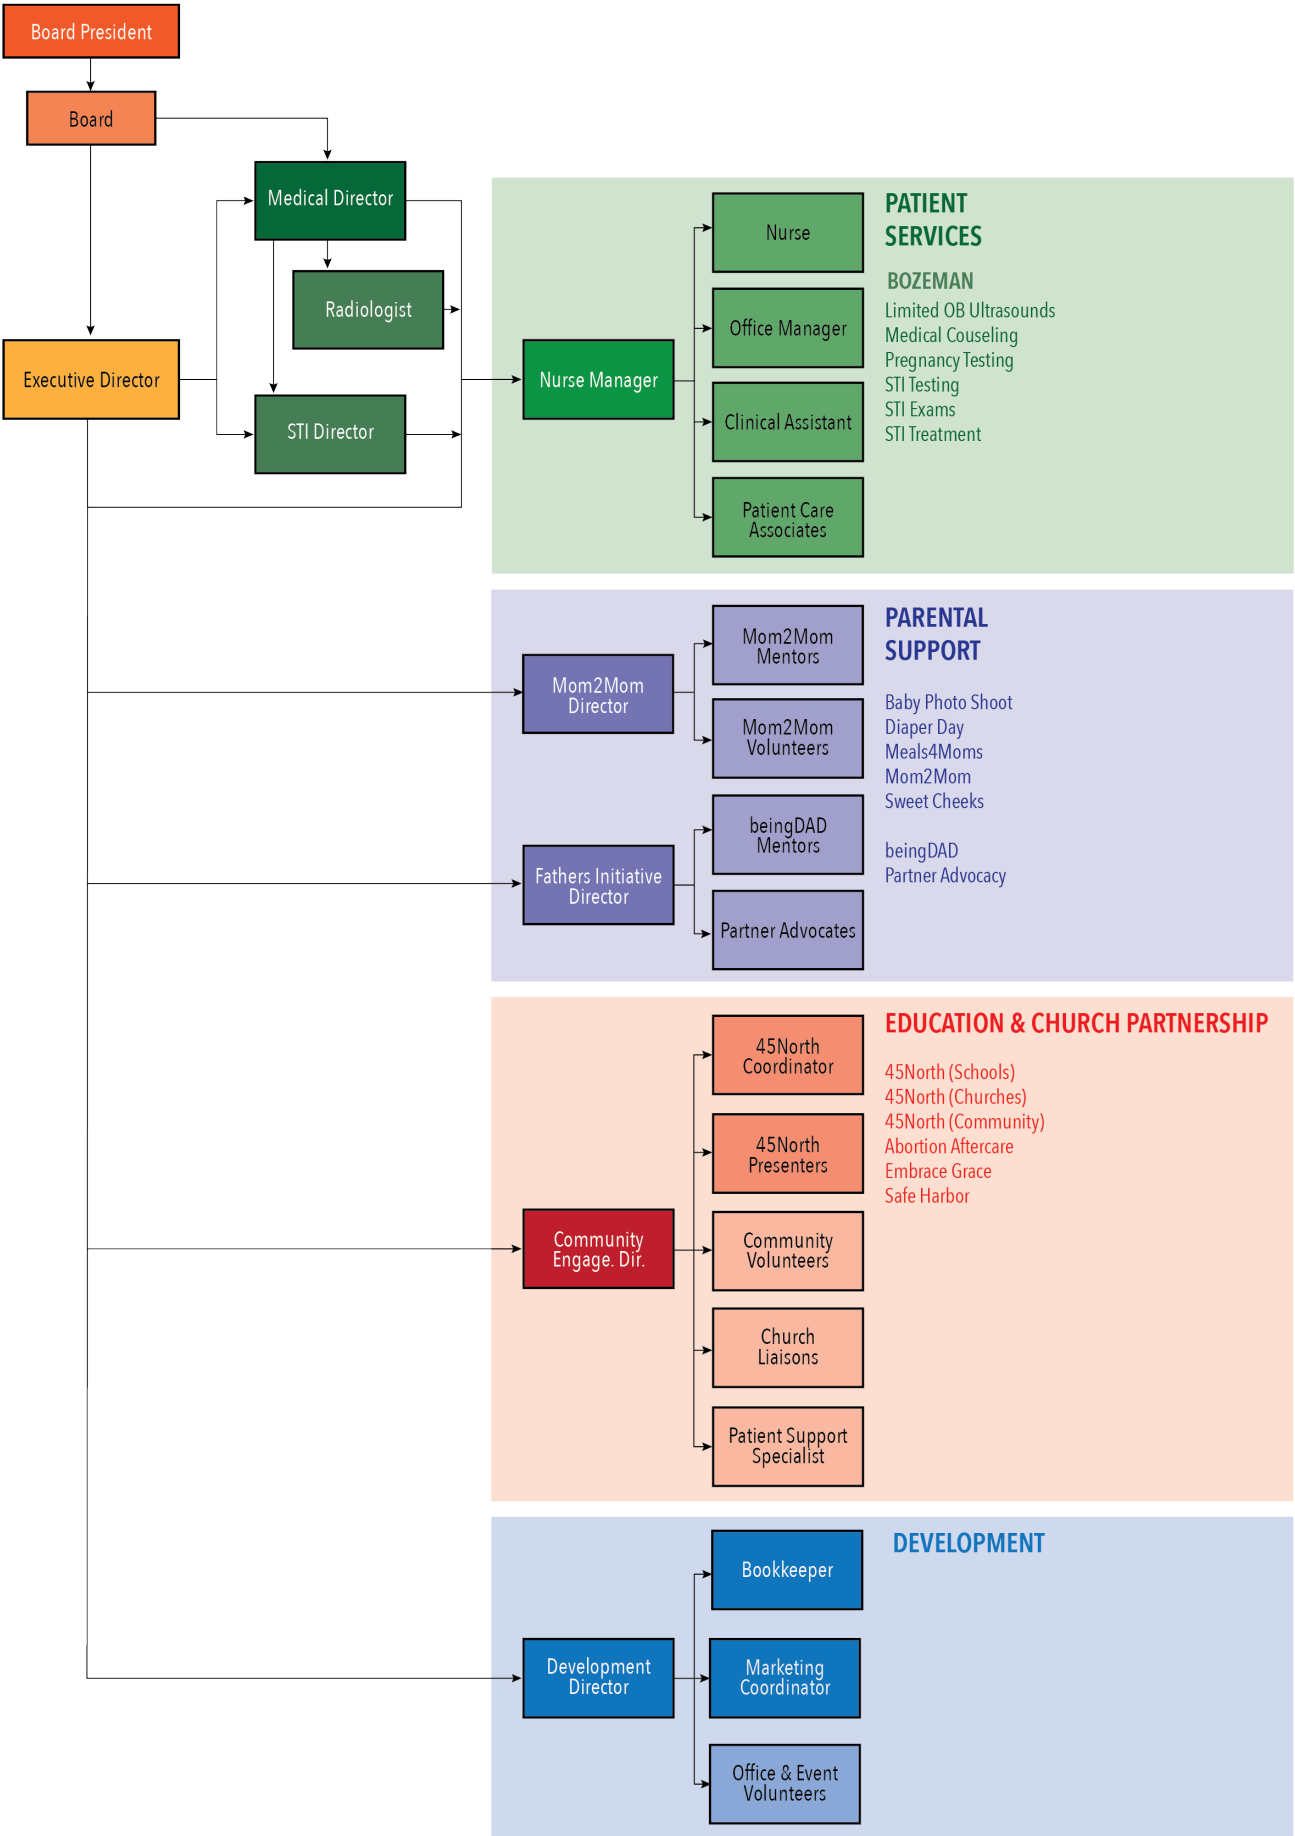 Board President
Board
Medical Director
Radiologist
Executive Director
STI Director
PATIENT
SERVICES
BOZEMAN
Limited OB Ultrasounds
Medical Couseling
Pregnancy Testing
STI Testing
STI Exams
STI Treatment
Nurse
Office Manager
Nurse Manager
Clinical Assistant
Patient Care
Associates
PARENTAL
SUPPORT
Baby Photo Shoot
Diaper Day
Meals4Moms
Mom2Mom
Sweet Cheeks
beingDAD
Partner Advocacy
Mom2Mom
Mentors
Mom2Mom
Director
Mom2Mom
Volunteers
beingDAD
Mentors
Fathers Initiative
Director
Partner Advocates
EDUCATION & CHURCH PARTNERSHIP
45North (Schools)
45North (Churches)
45North (Community)
Abortion Aftercare
Embrace Grace
Safe Harbor
45North
Coordinator
45North
Presenters
Community
Engage. Dir.
Community
Volunteers
Church
Liaisons
Patient Support
Specialist
DEVELOPMENT
Bookkeeper
Development
Director
Marketing
Coordinator
Office & Event
Volunteers